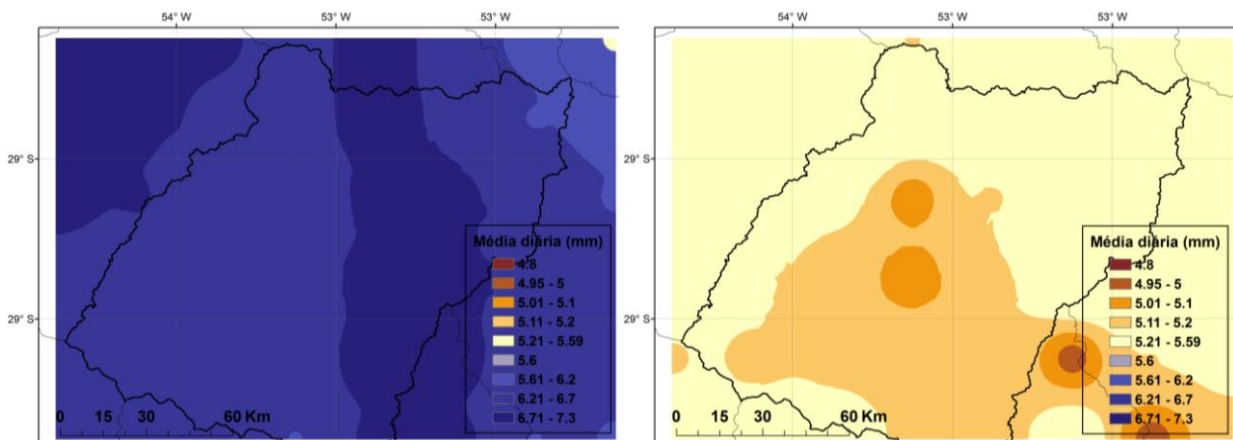 54° W 53° W 53° W
29° S
29° S
Média diária (mm)
4.8
4.95 - 5
5.01 - 5.1
5.11 - 5.2
5.21 - 5.59
5.6
5.61 - 6.2
6.21 - 6.7
6.71 - 7.3
0 15 30 60 Km
54° W 53° W 53° W
29° S
29° S
Média diária (mm)
4.8
4.95 - 5
5.01 - 5.1
5.11 - 5.2
5.21 - 5.59
5.6
5.61 - 6.2
6.21 - 6.7
6.71 - 7.3
0 15 30 60 Km